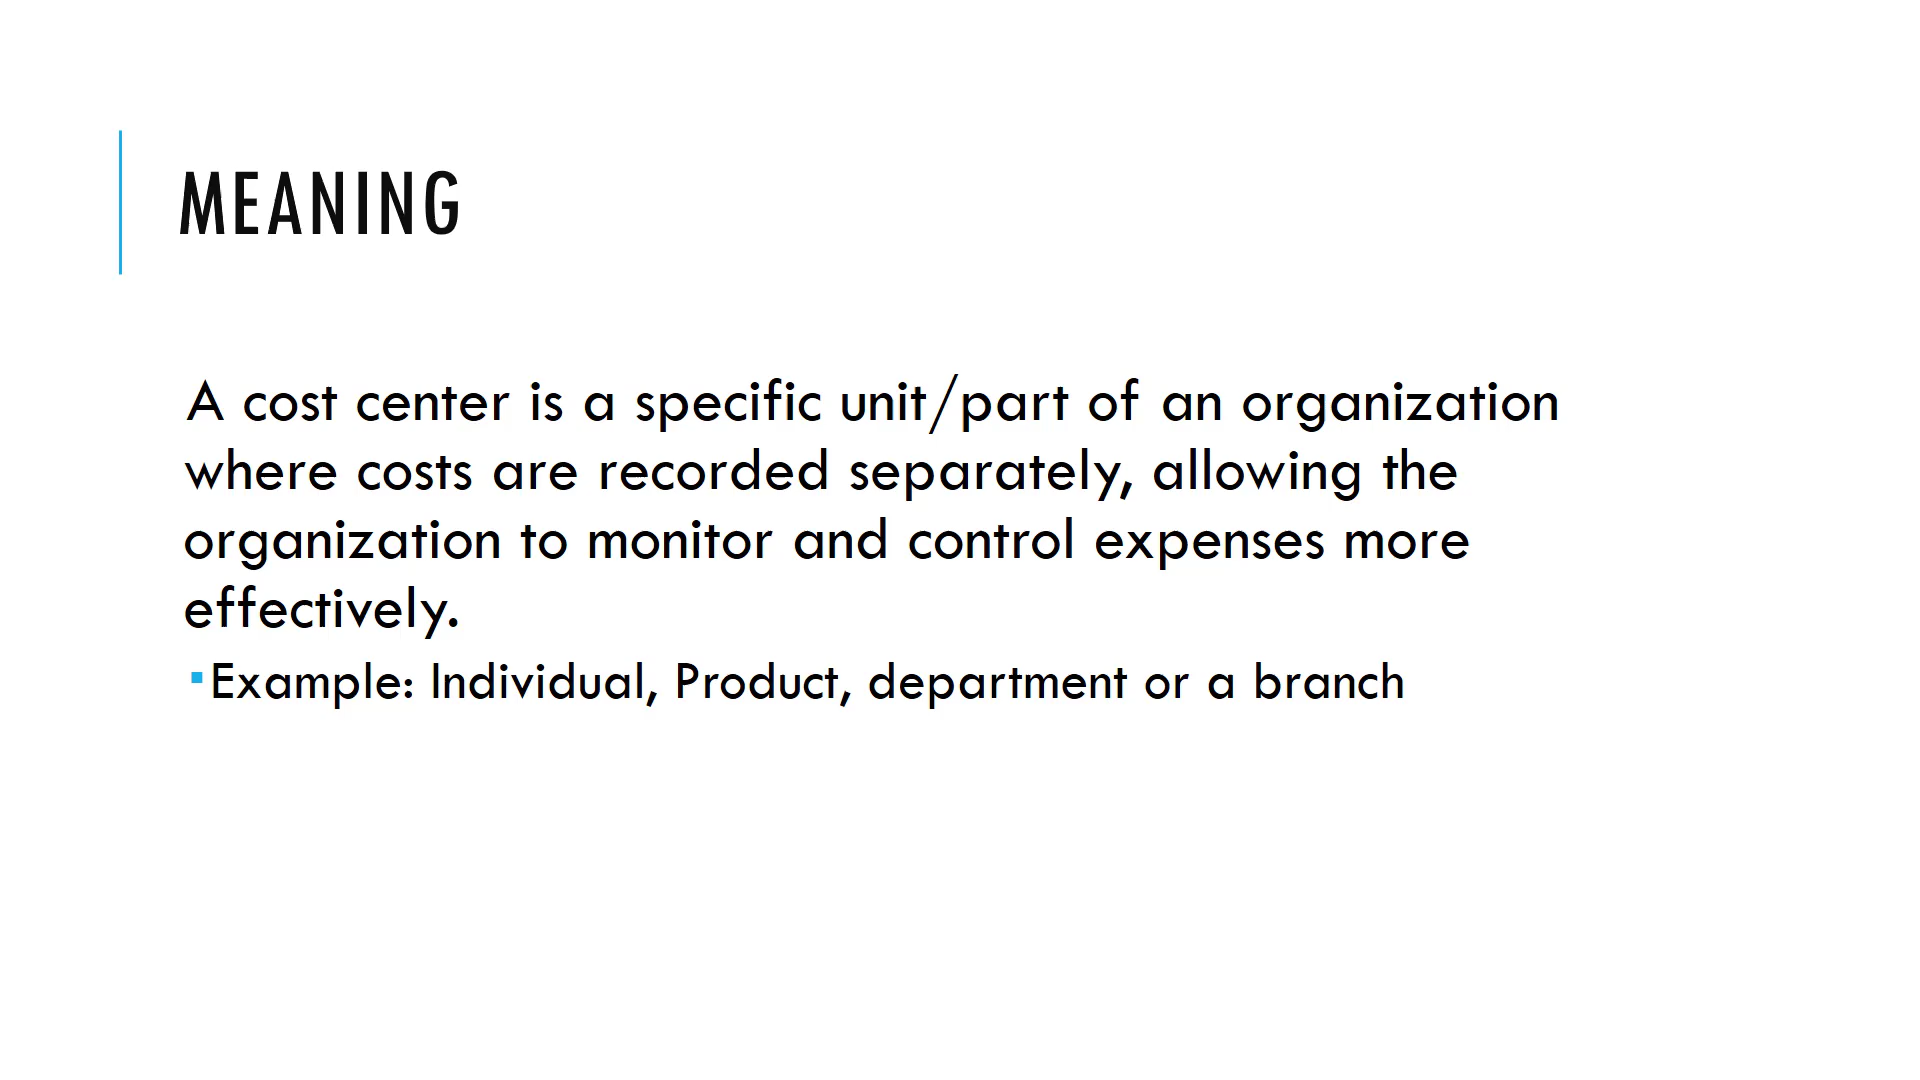 MEANING
A cost center is a specific unit/part of an organization
where costs are recorded separately, allowing the
organization to monitor and control expenses more
effectively.
▪Example: Individual, Product, department or a branch